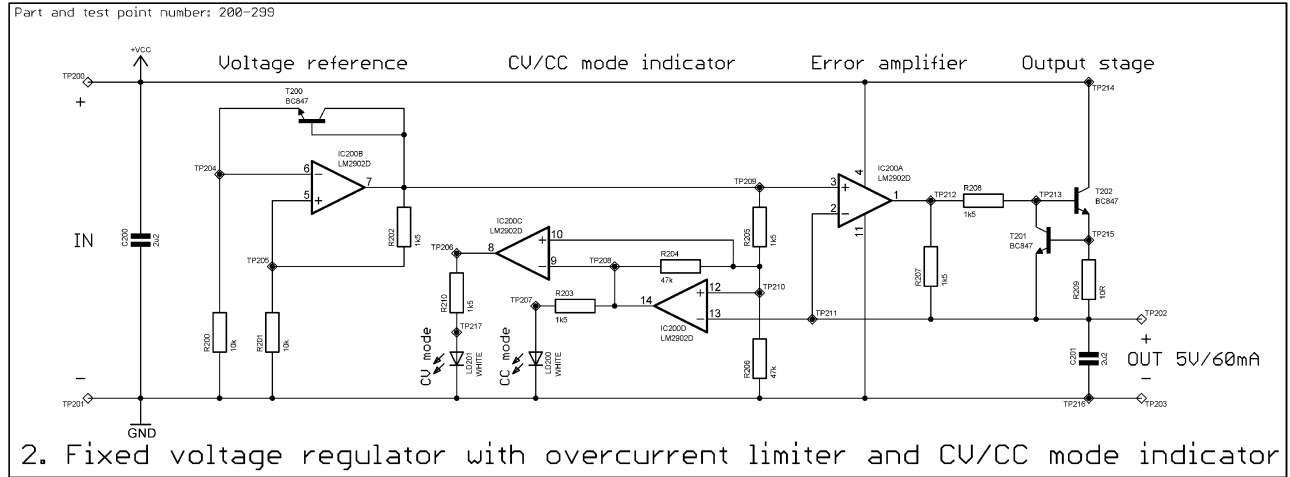 Part and test point number: 200-299
+VCC
Voltage reference
CV/CC mode indicator
Error amplifier
Output stage
TP200
+
T200
BC847
TP214
IC200B
LM2902D
TP204
6
7
5
IC200A
LM2902D
TP209
3
4
1
2
11
TP212
R208
1k5
TP213
T202
BC847
IN
C200
2u2
R202
1k5
IC200C
LM2902D
TP206
8
10
9
R205
1k5
T201
BC847
TP215
TP205
TP208
R204
47k
R207
1k5
R209
10R
R210
1k5
TP207
R203
1k5
14
12
13
TP210
IC200D
LM2902D
TP211
TP202
+
R200
10k
R201
10k
TP217
CV mode
LD201
WHITE
CC mode
LD200
WHITE
R206
47k
C201
2u2
OUT 5V/60mA
-
TP201
-
TP216
TP203
GND
2. Fixed voltage regulator with overcurrent limiter and CV/CC mode indicator